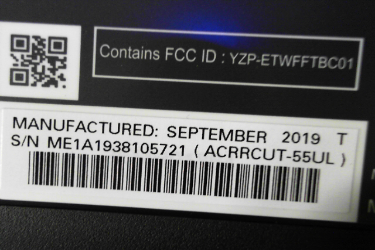 Contains FCC ID : YZP-ETWFFTBC01
MANUFACTURED: SEPTEMBER 2019 T
S/N ME1A1938105721 ( ACRRCUT-55UL )